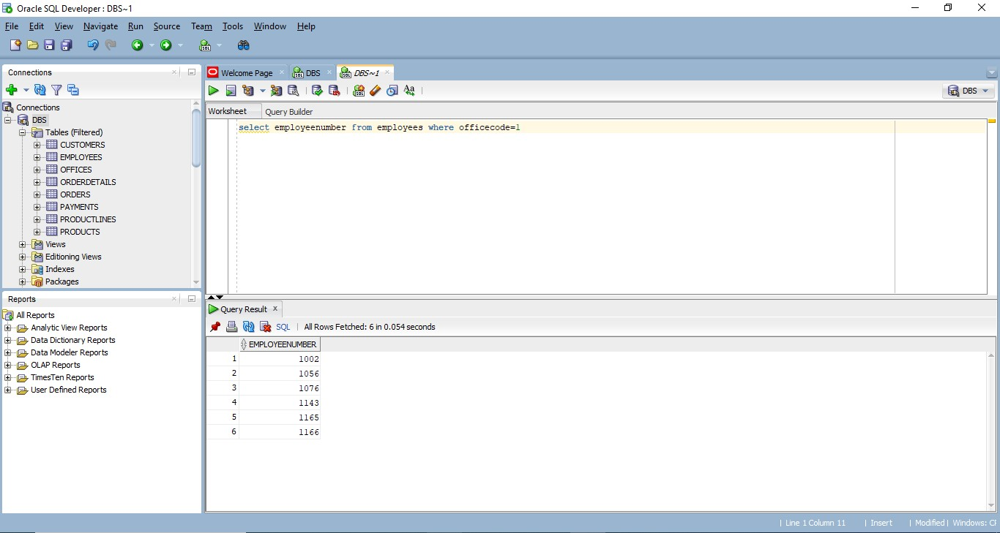 Oracle SQL Developer : DBS~1
File Edit View Navigate Run Source Team Tools Window Help
Connections
Connections
DBS
Tables (Filtered)
CUSTOMERS
EMPLOYEES
OFFICES
ORDERDETAILS
ORDERS
PAYMENTS
PRODUCTLINES
PRODUCTS
Views
Editioning Views
Indexes
Packages
Reports
All Reports
Analytic View Reports
Data Dictionary Reports
Data Modeler Reports
OLAP Reports
TimesTen Reports
User Defined Reports
Welcome Page DBS DBS~1
DBS
Worksheet Query Builder
select employeenumber from employees where officecode=1
Query Result
SQL | All Rows Fetched: 6 in 0.054 seconds
EMPLOYEENUMBER
1 1002
2 1056
3 1076
4 1143
5 1165
6 1166
| Line 1 Column 11 | Insert | Modified | Windows: CF